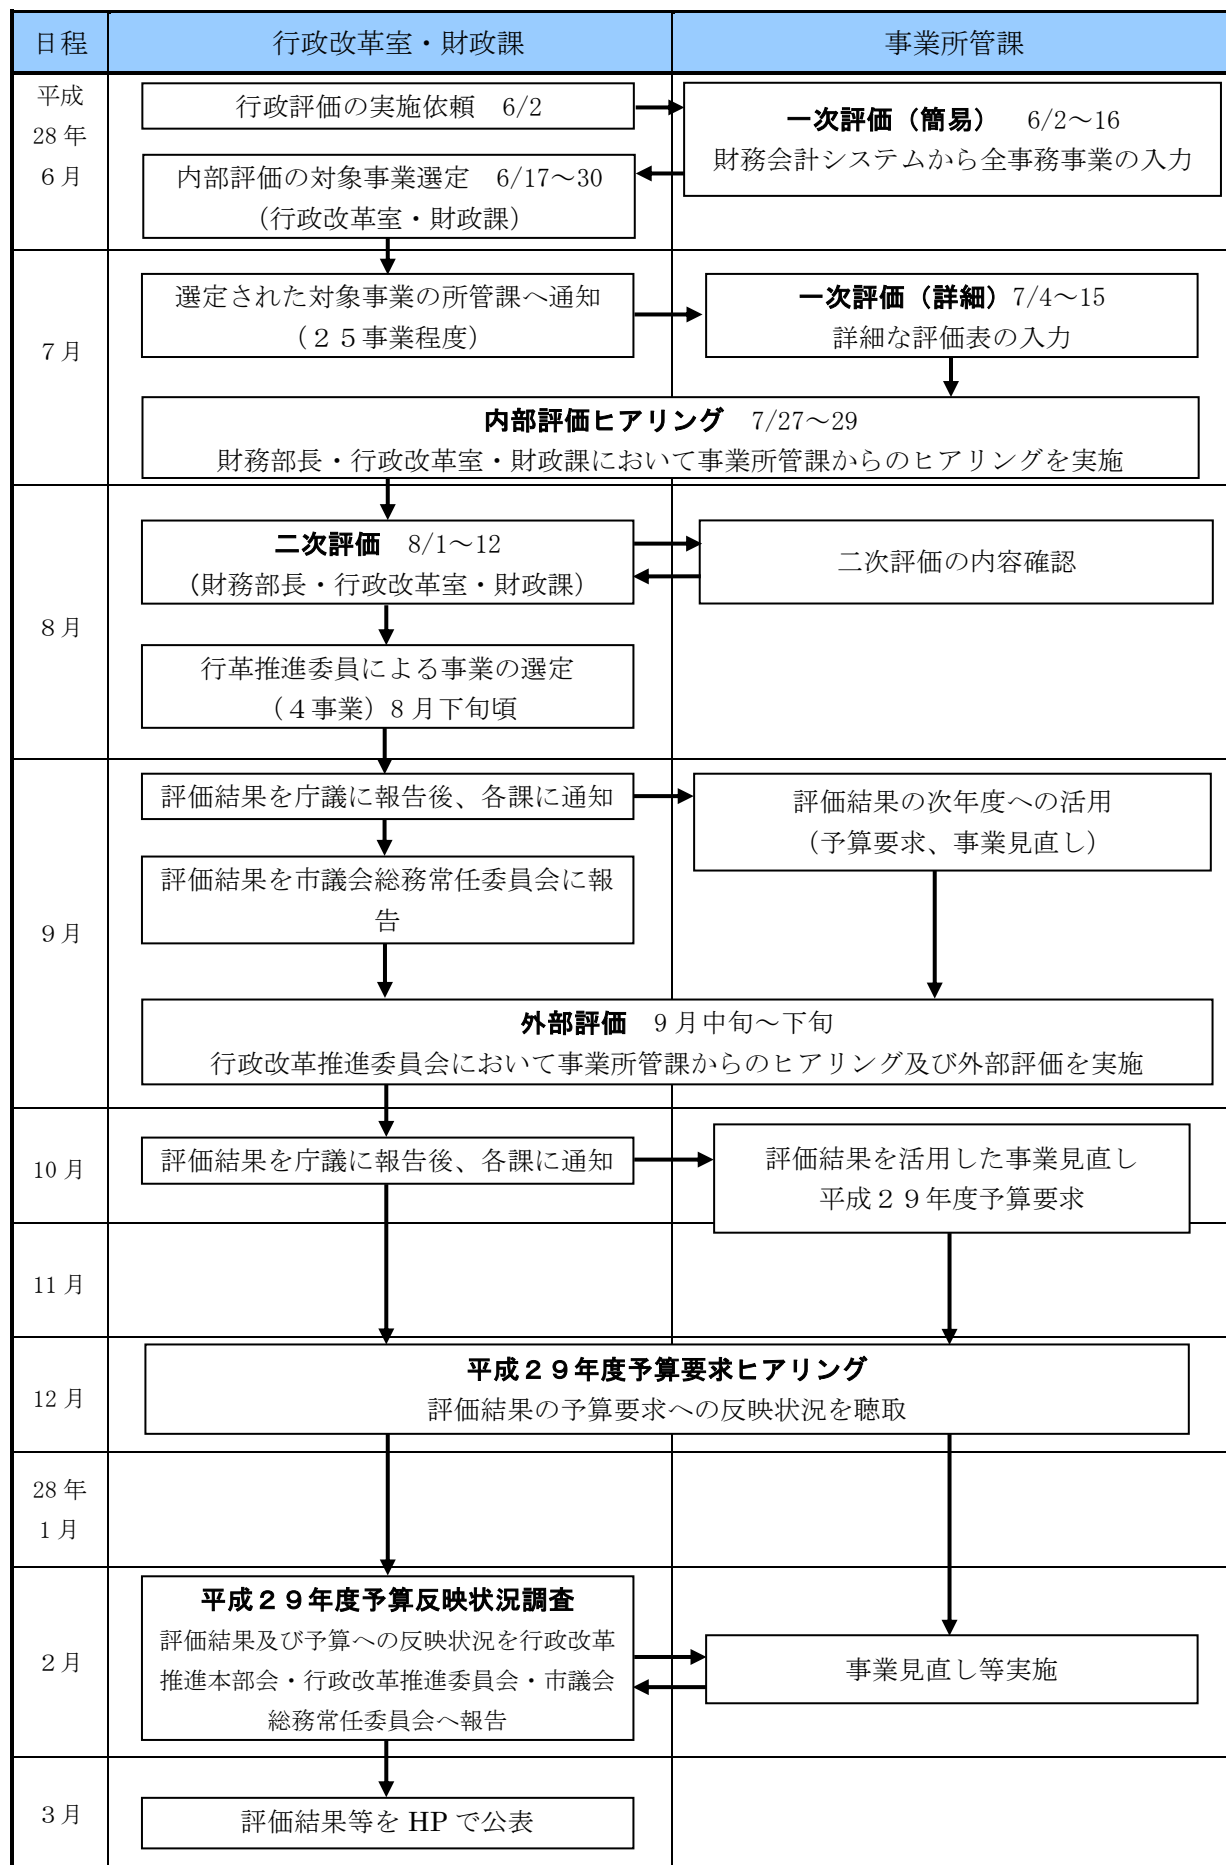 日程
行政改革室・財政課
事業所管課
平成
28 年
６月
行政評価の実施依頼　6/2
一次評価（簡易）　6/2～16
財務会計システムから全事務事業の入力
内部評価の対象事業選定　6/17～30
（行政改革室・財政課）
７月
選定された対象事業の所管課へ通知
（２５事業程度）
一次評価（詳細）7/4～15
詳細な評価表の入力
内部評価ヒアリング　7/27～29
財務部長・行政改革室・財政課において事業所管課からのヒアリングを実施
８月
二次評価　8/1～12
（財務部長・行政改革室・財政課）
二次評価の内容確認
行革推進委員による事業の選定
（４事業）８月下旬頃
９月
評価結果を庁議に報告後、各課に通知
評価結果の次年度への活用
（予算要求、事業見直し）
評価結果を市議会総務常任委員会に報
告
外部評価　９月中旬～下旬
行政改革推進委員会において事業所管課からのヒアリング及び外部評価を実施
10 月
評価結果を庁議に報告後、各課に通知
評価結果を活用した事業見直し
平成２９年度予算要求
11 月
12 月
平成２９年度予算要求ヒアリング
評価結果の予算要求への反映状況を聴取
28 年
１月
２月
平成２９年度予算反映状況調査
評価結果及び予算への反映状況を行政改革
推進本部会・行政改革推進委員会・市議会
総務常任委員会へ報告
事業見直し等実施
３月
評価結果等を HP で公表